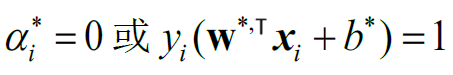 α_i^* = 0 或 y_i(𝐰^{*,⊤} 𝒙_i + b^*) = 1